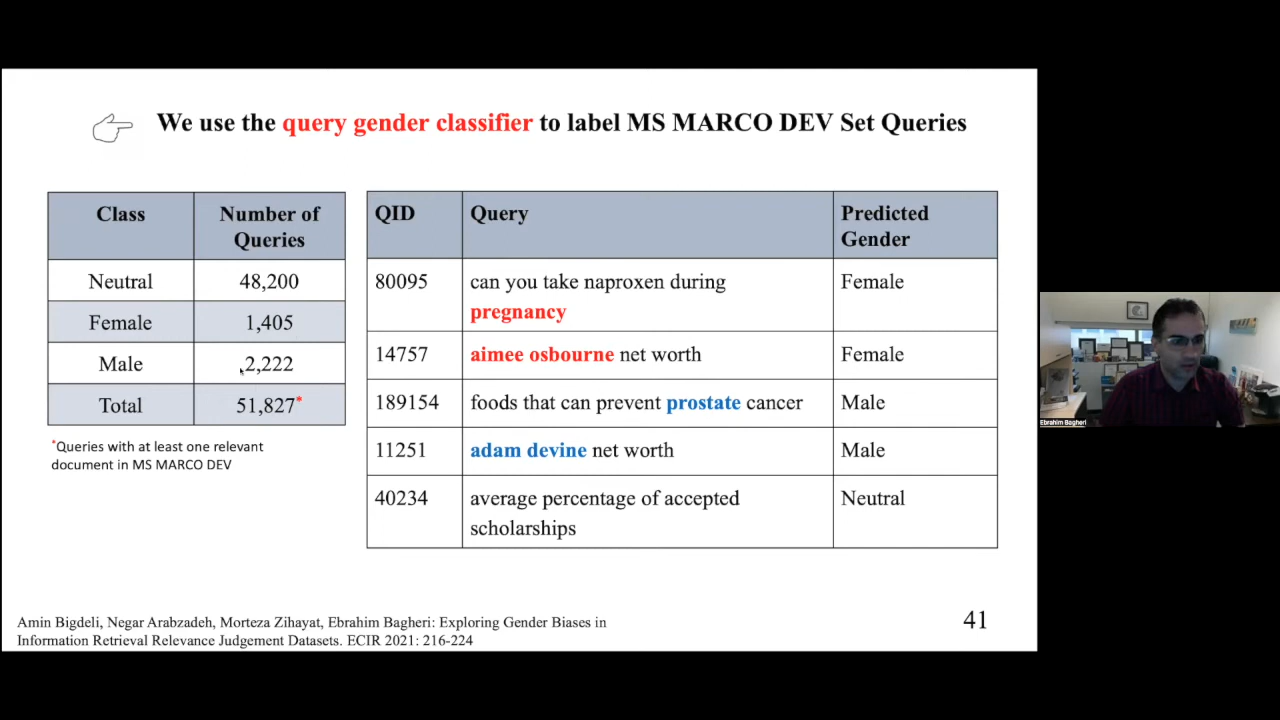 We use the query gender classifier to label MS MARCO DEV Set Queries
Class
Number of
Queries
Neutral
48,200
Female
1,405
Male
2,222
Total
51,827*
*Queries with at least one relevant
document in MS MARCO DEV
QID
Query
Predicted
Gender
80095
can you take naproxen during
pregnancy
Female
14757
aimee osbourne net worth
Female
189154
foods that can prevent prostate cancer
Male
11251
adam devine net worth
Male
40234
average percentage of accepted
scholarships
Neutral
Amin Bigdeli, Negar Arabzadeh, Morteza Zihayat, Ebrahim Bagheri: Exploring Gender Biases in
Information Retrieval Relevance Judgement Datasets. ECIR 2021: 216-224
41
Ebrahim Bagheri